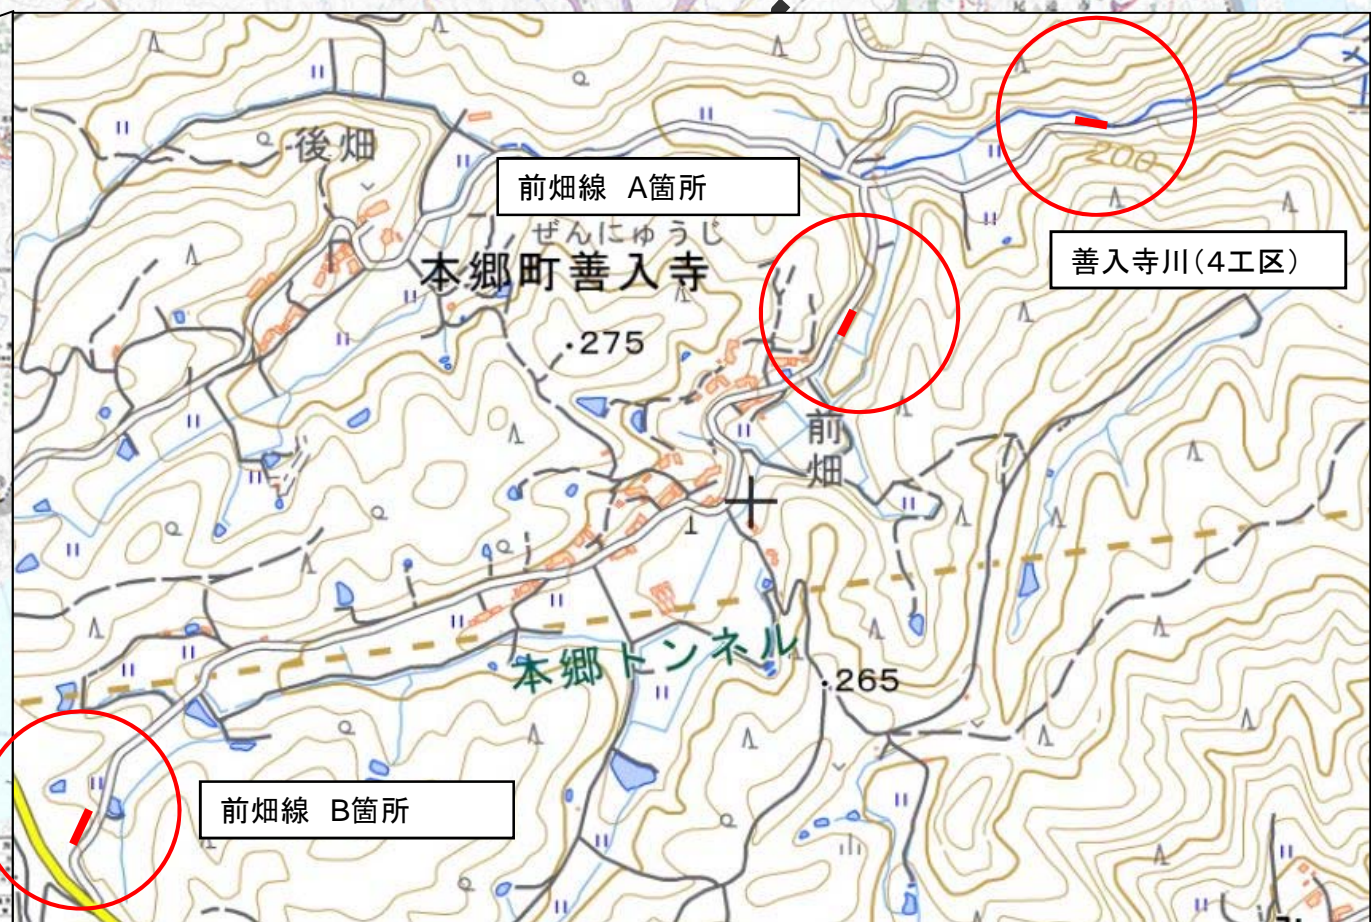 後畑
前畑線 A箇所
200
ぜんにゅうじ
本郷町善入寺
善入寺川(4工区)
・275
前畑
本郷トンネル
・265
前畑線 B箇所